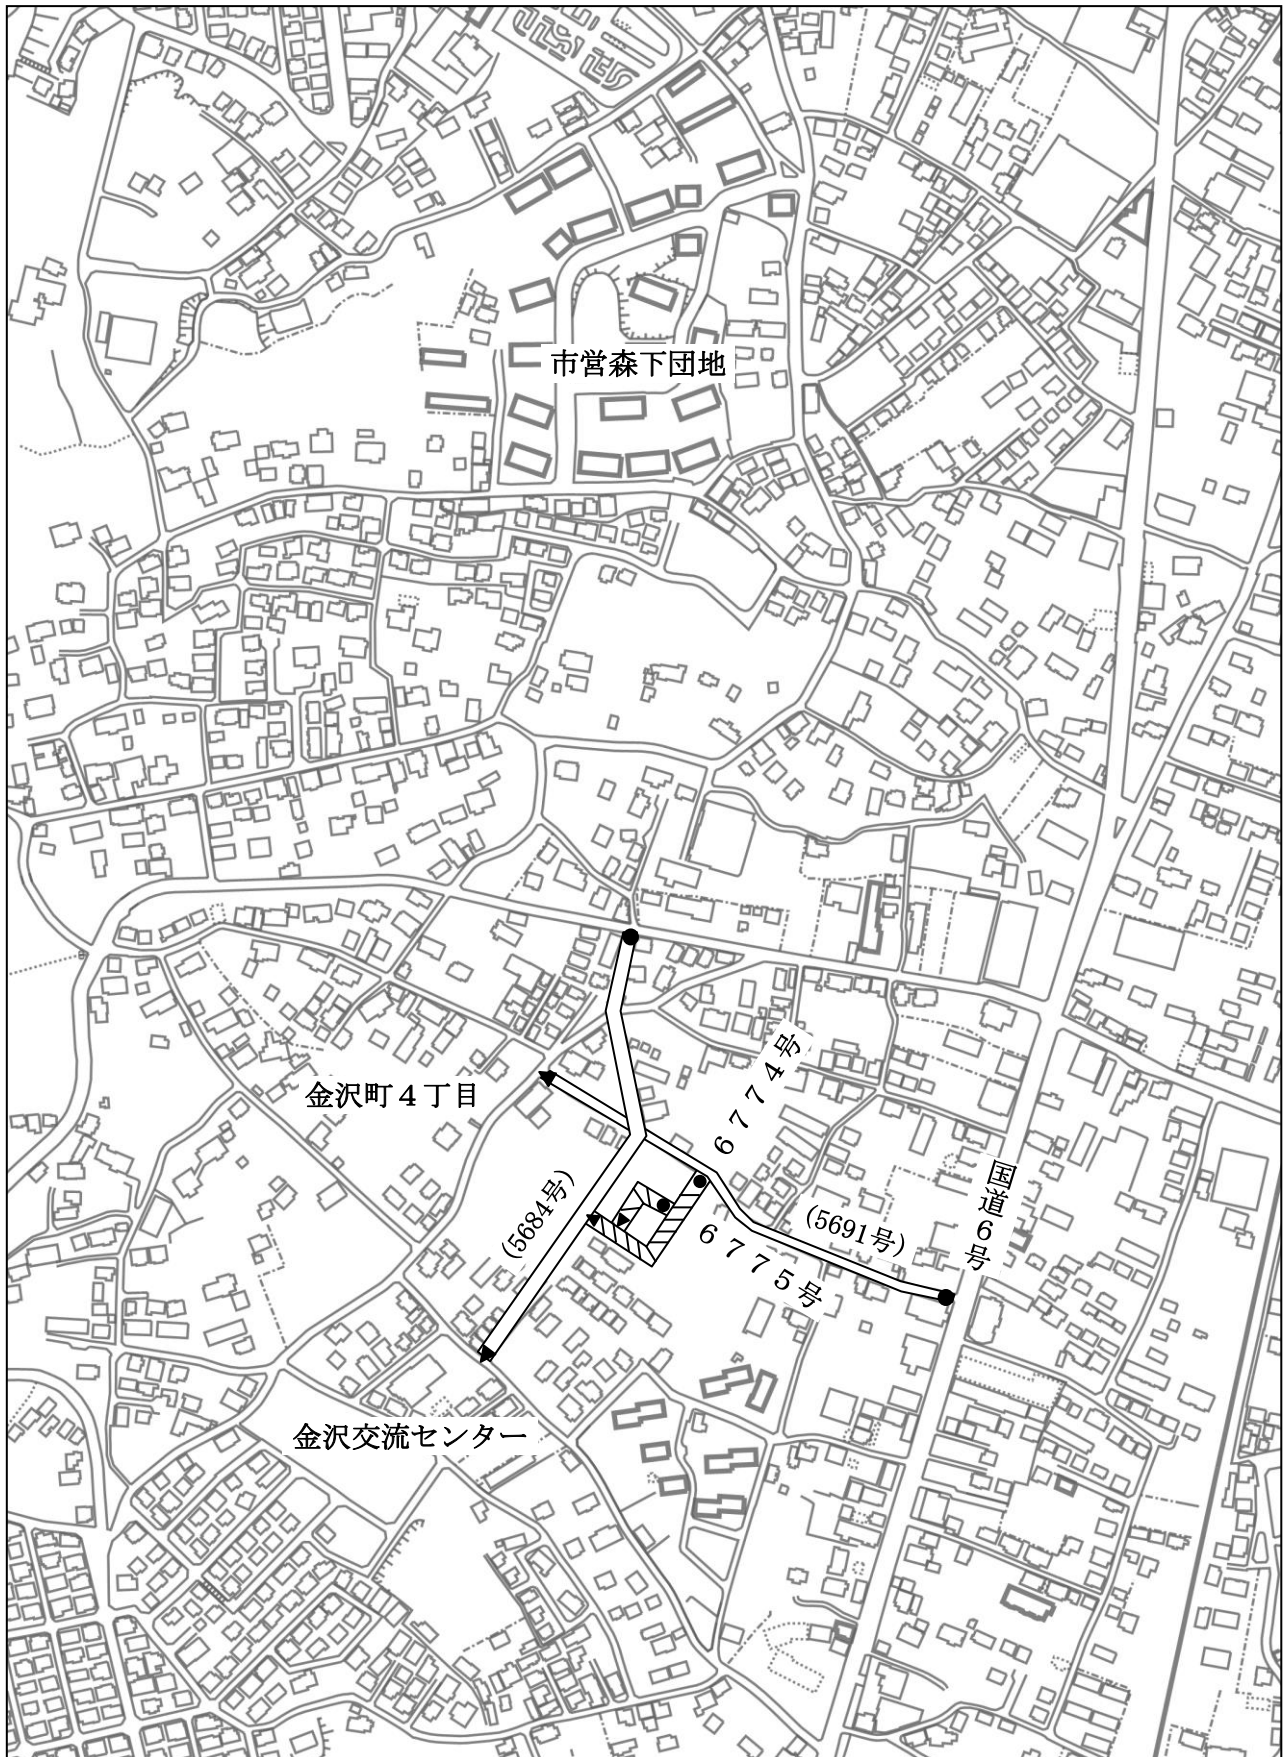 市営森下団地
６７７４号
金沢町４丁目
国道６号
(5684号)
(5691号)
６７７５号
金沢交流センター